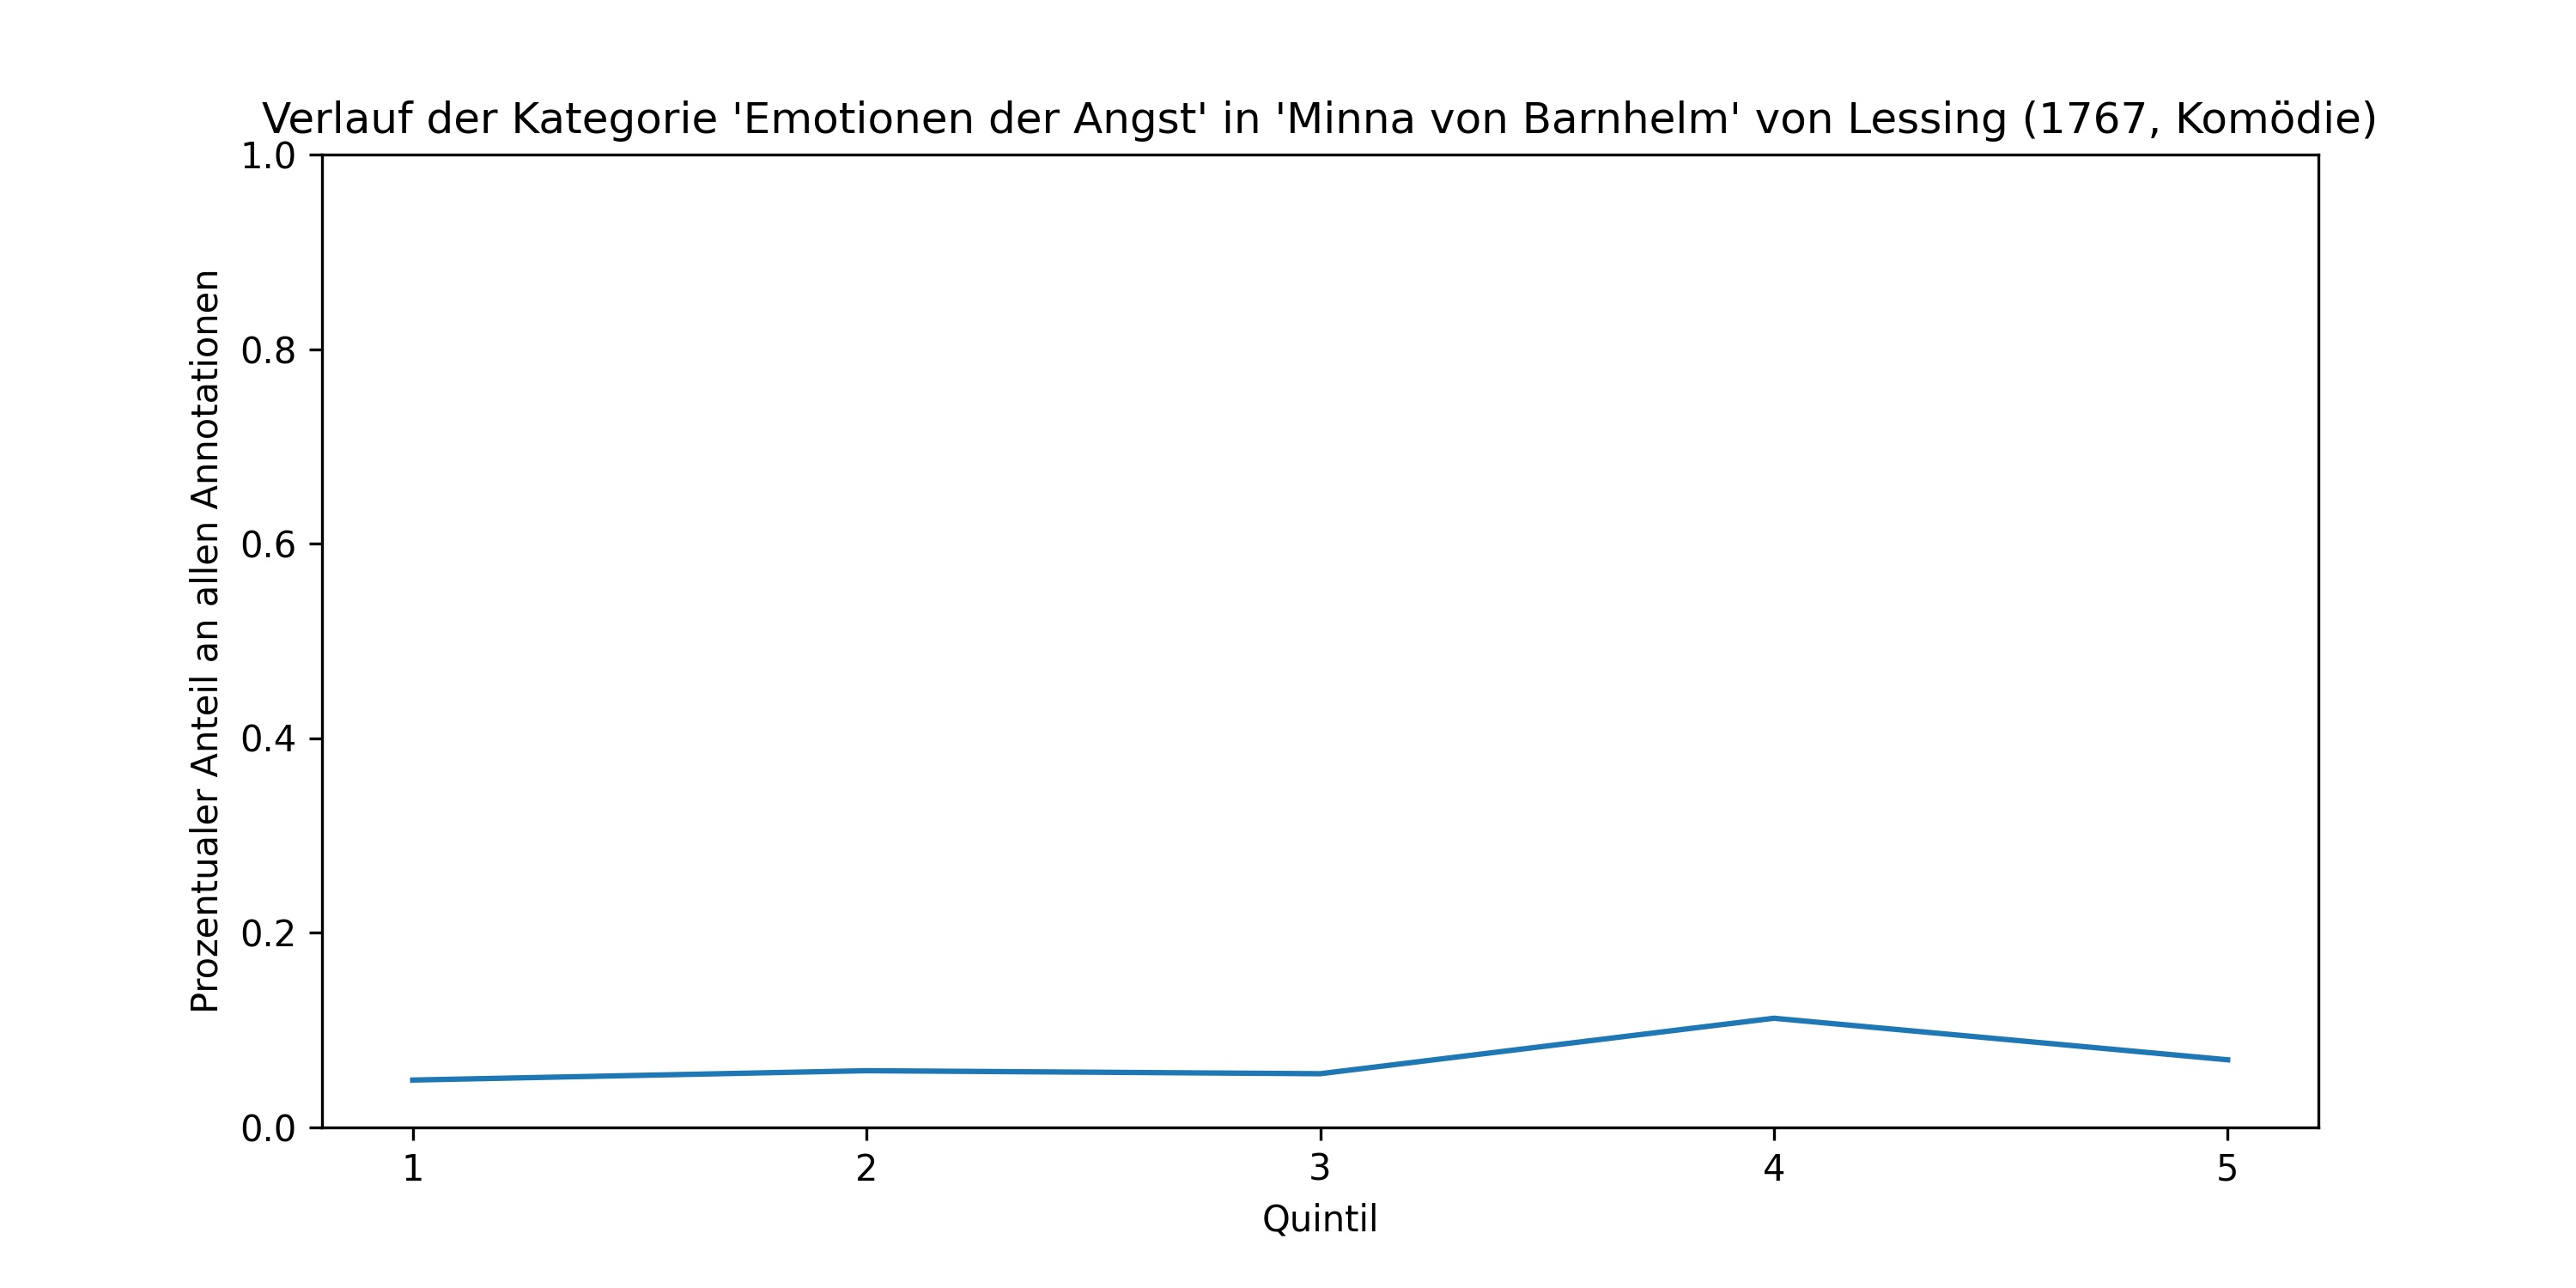 Verlauf der Kategorie 'Emotionen der Angst' in 'Minna von Barnhelm' von Lessing (1767, Komödie)
Prozentualer Anteil an allen Annotationen
1.0
0.8
0.6
0.4
0.2
0.0
1 2 3 4 5
Quintil